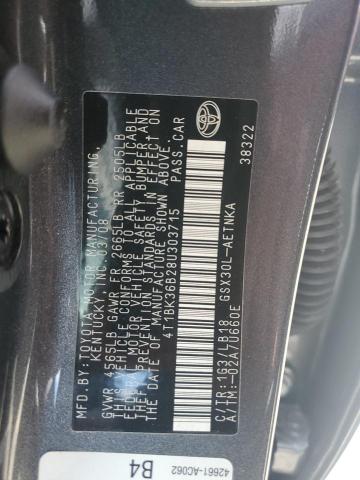 MFD. BY: TOYOTA MOTOR MANUFACTURING,
KENTUCKY, INC. 03/08
GVWR 4565LB GAWR FR 2665LB RR 2505LB
THIS VEHICLE CONFORMS TO ALL APPLICABLE
FEDERAL MOTOR VEHICLE SAFETY, BUMPER, AND
THEFT PREVENTION STANDARDS IN EFFECT ON
THE DATE OF MANUFACTURE SHOWN ABOVE.
4T1BK36B28U303715 PASS.CAR
C/TR:1G3/LB48 GSX30L-AETNKA
A/TM:-02A/U660E
38322
42661-AC062
B4